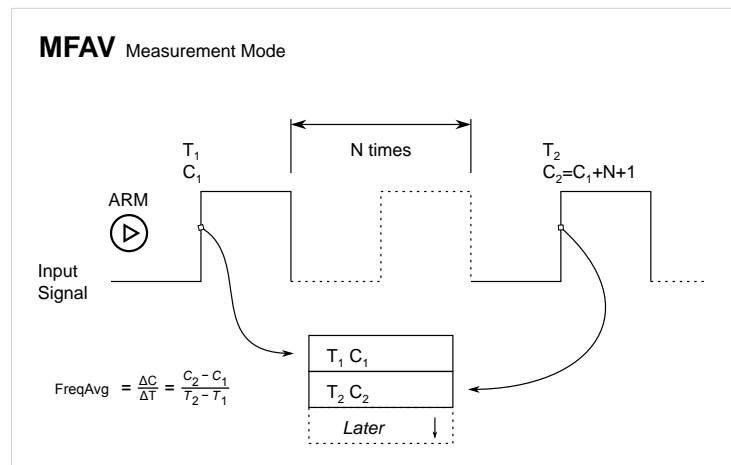 MFAV Measurement Mode
N times
T₁
C₁
T₂
C₂=C₁+N+1
ARM
Input
Signal
T₁ C₁
T₂ C₂
Later
FreqAvg = ΔC/ΔT = C₂ – C₁/T₂ – T₁